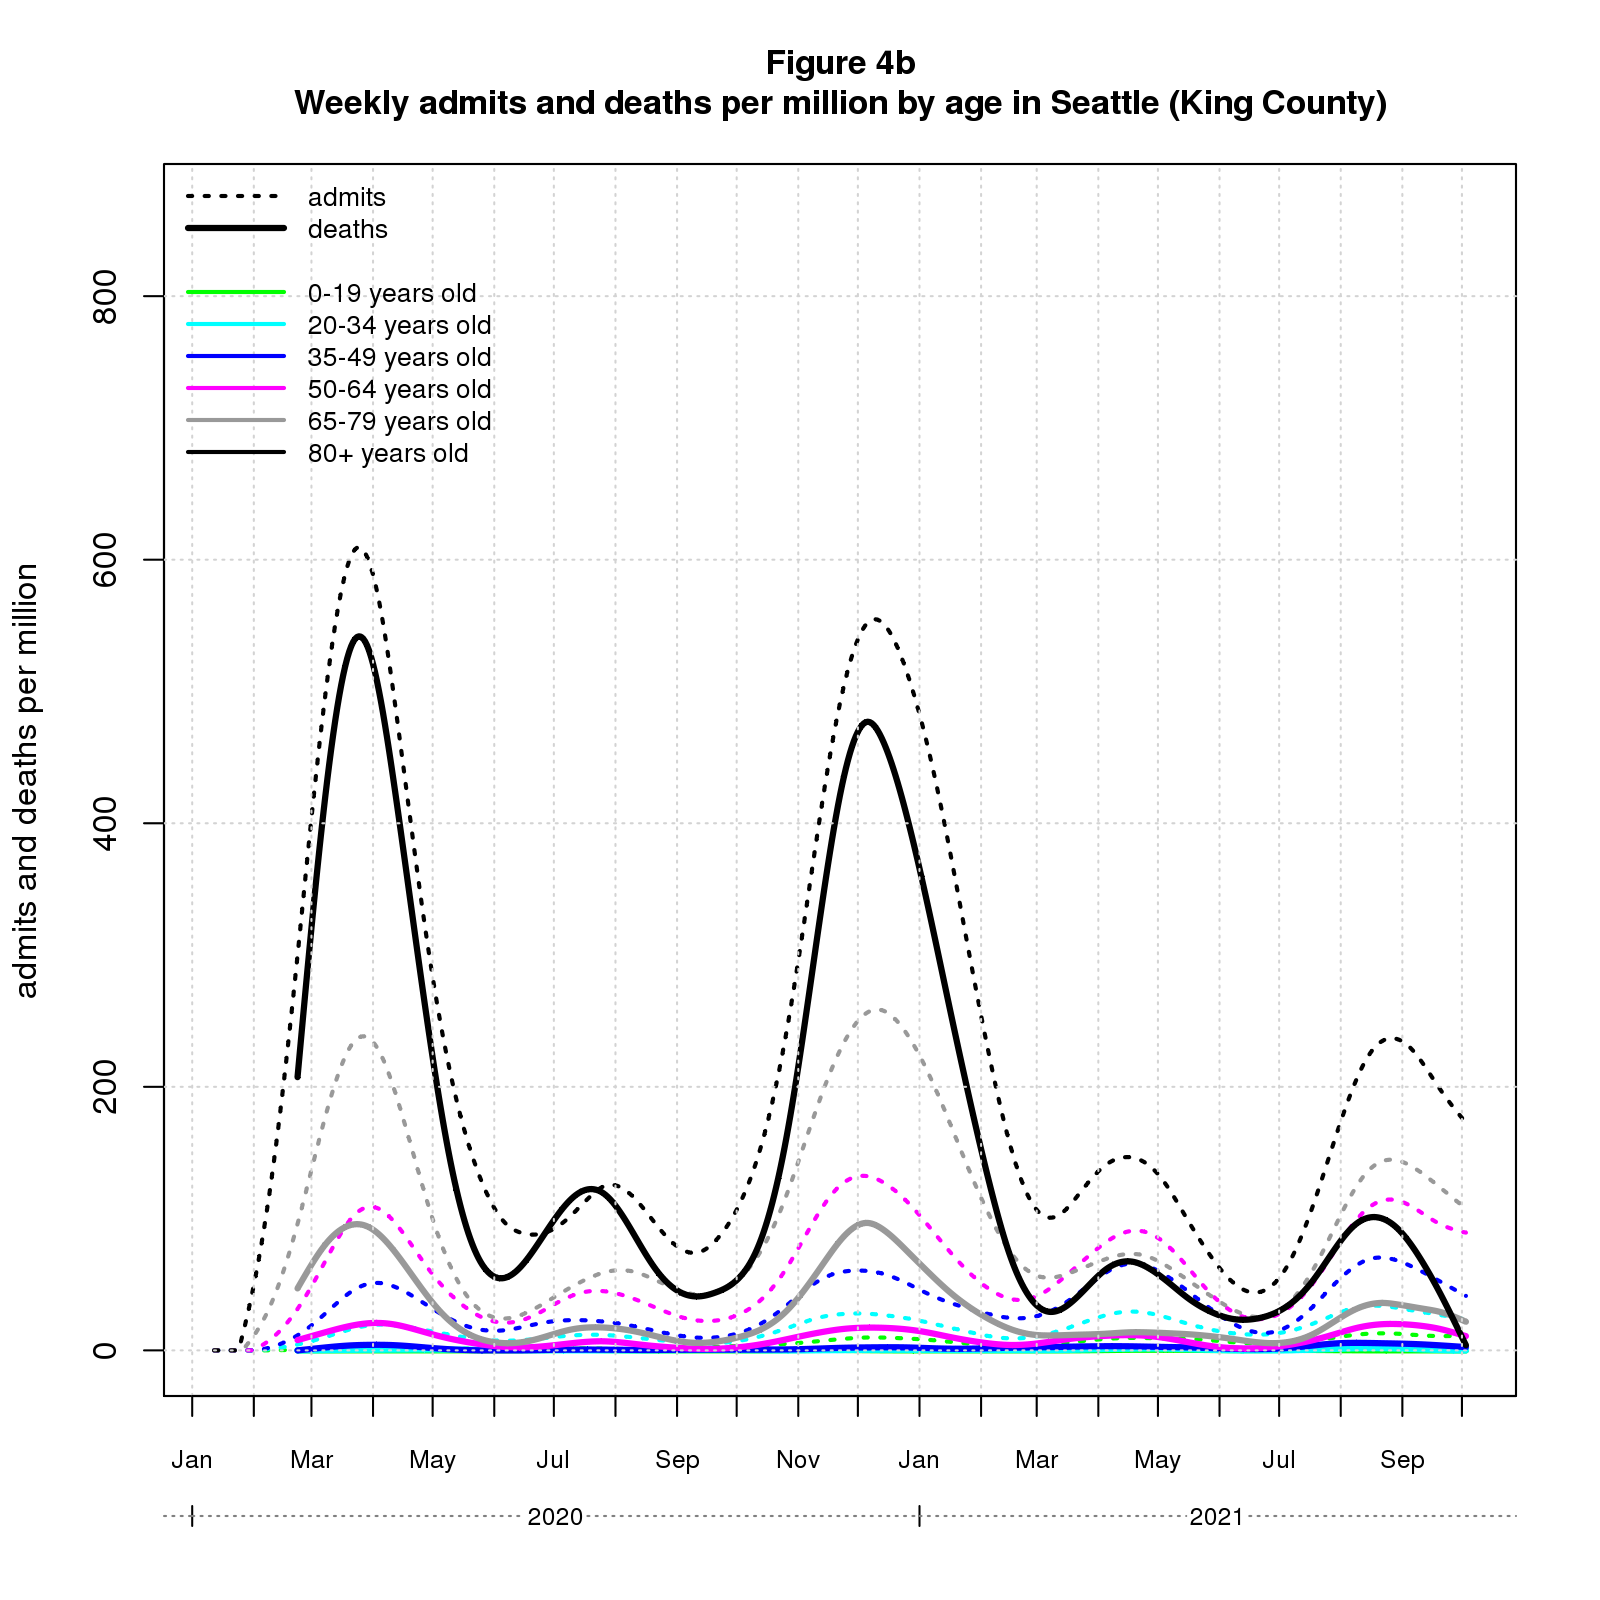 Figure 4b
Weekly admits and deaths per million by age in Seattle (King County)
admits
deaths
0-19 years old
20-34 years old
35-49 years old
50-64 years old
65-79 years old
80+ years old
admits and deaths per million
800
600
400
200
0
Jan Mar May Jul Sep Nov Jan Mar May Jul Sep
2020 2021